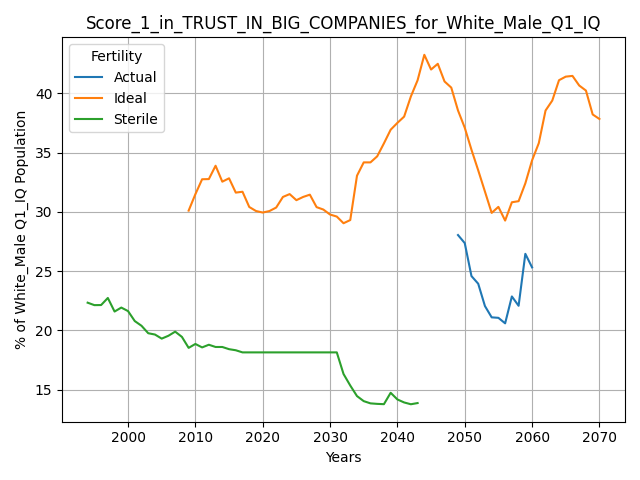 Score_1_in_TRUST_IN_BIG_COMPANIES_for_White_Male_Q1_IQ
Fertility
Actual
Ideal
Sterile
% of White_Male Q1_IQ Population
40
35
30
25
20
15
2000
2010
2020
2030
2040
2050
2060
2070
Years